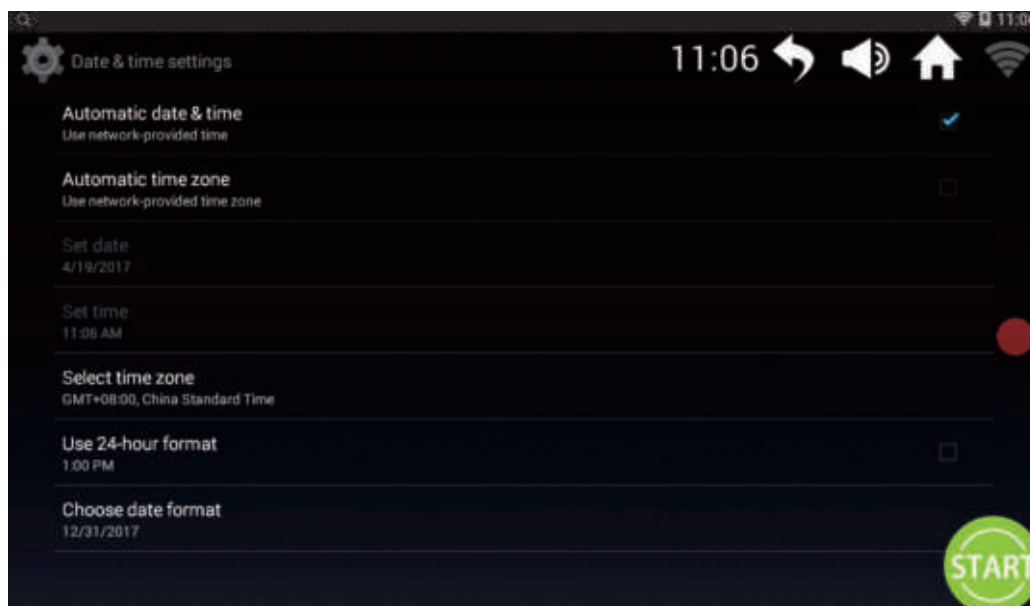 11:06
Date & time settings
11:06
Automatic date & time
Use network-provided time
Automatic time zone
Use network-provided time zone
Set date
4/19/2017
Set time
11:06 AM
Select time zone
GMT+08:00, China Standard Time
Use 24-hour format
1:00 PM
Choose date format
12/31/2017
START